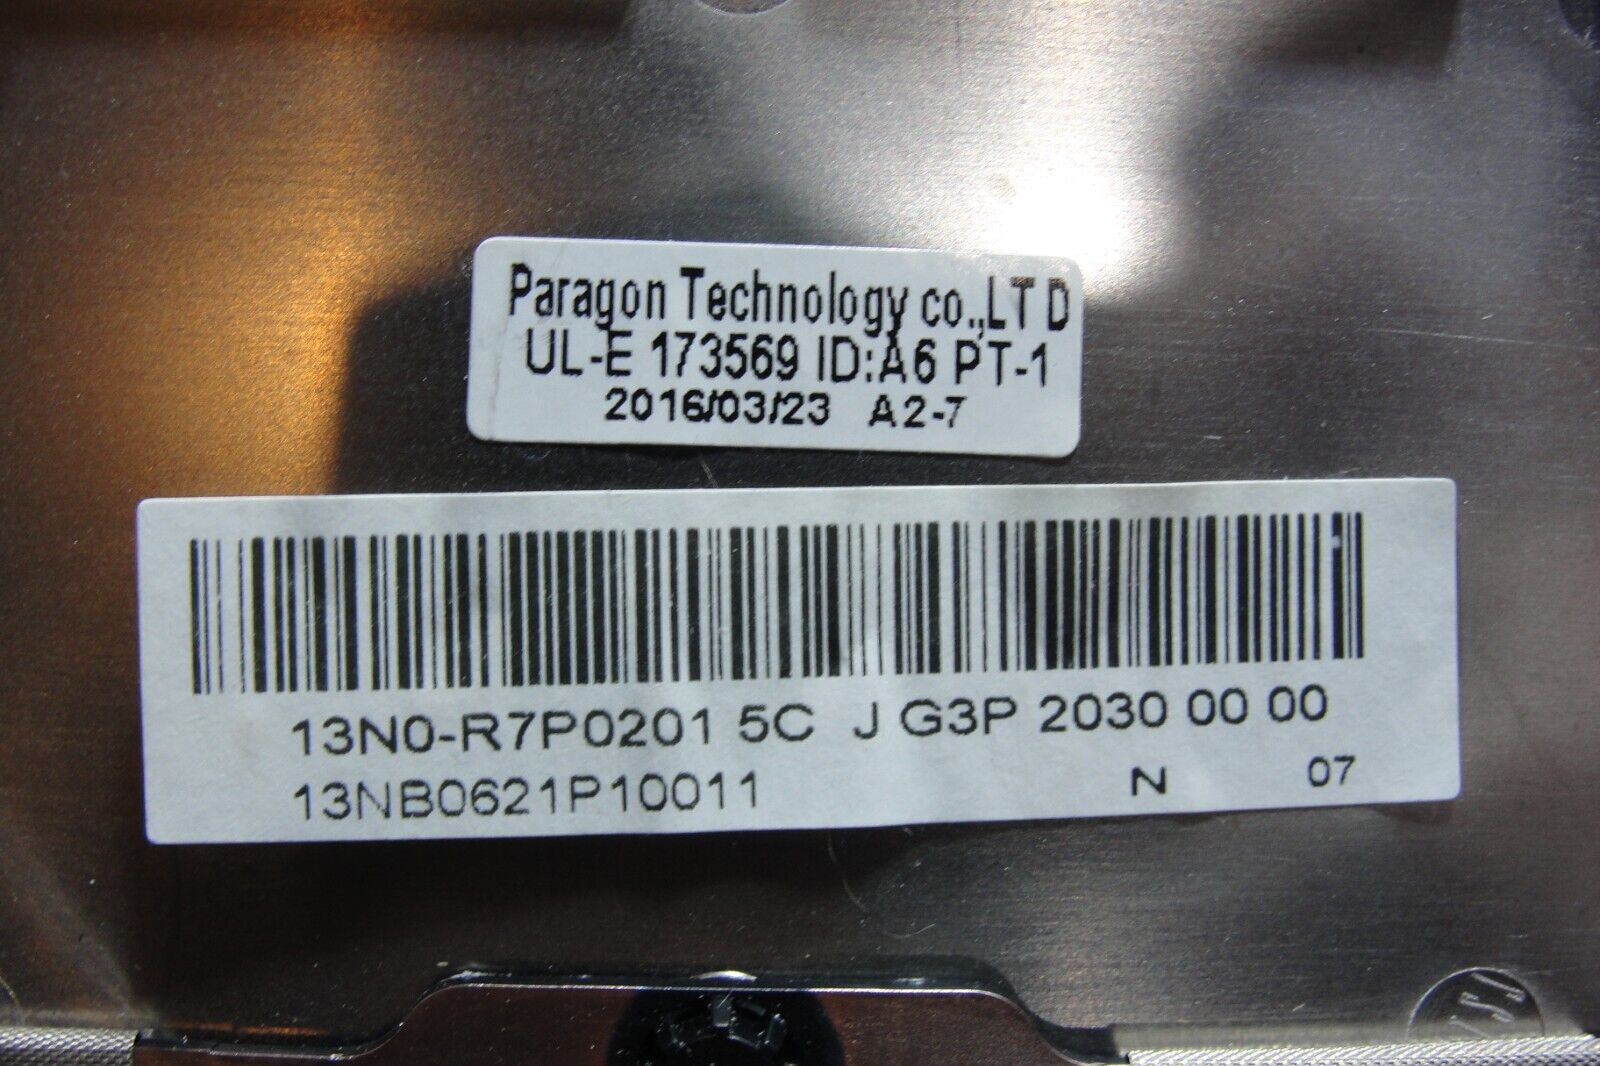 Paragon Technology co.,LTD
UL-E 173569 ID:A6 PT-1
2016/03/23 A2-7
13N0-R7P0201 5C J G3P 2030 00 00
13NB0621P10011 N 07